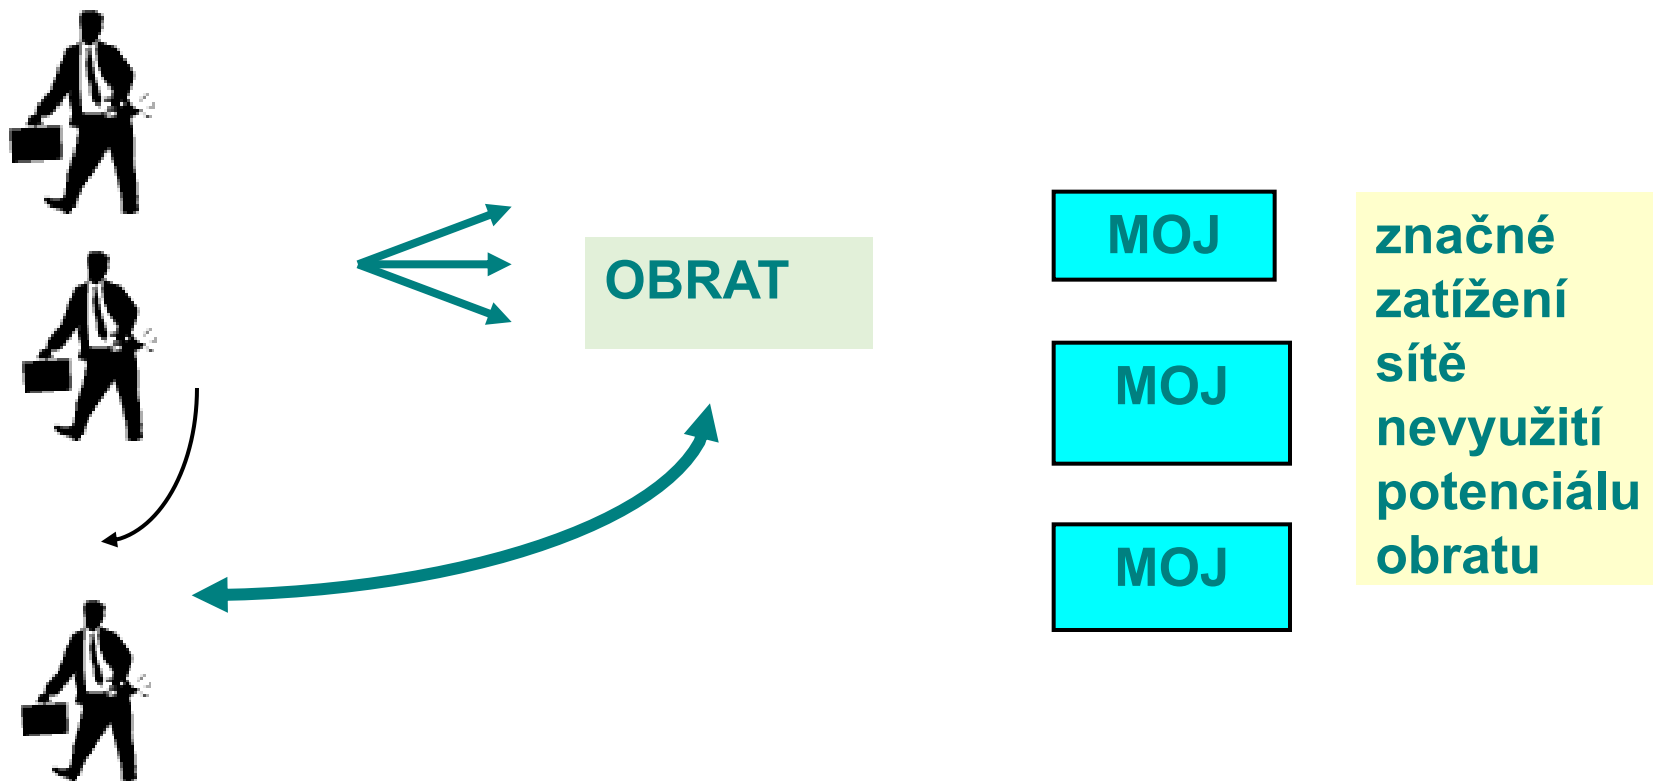 OBRAT
MOJ
MOJ
MOJ
značné
zatížení
sítě
nevyužití
potenciálu
obratu